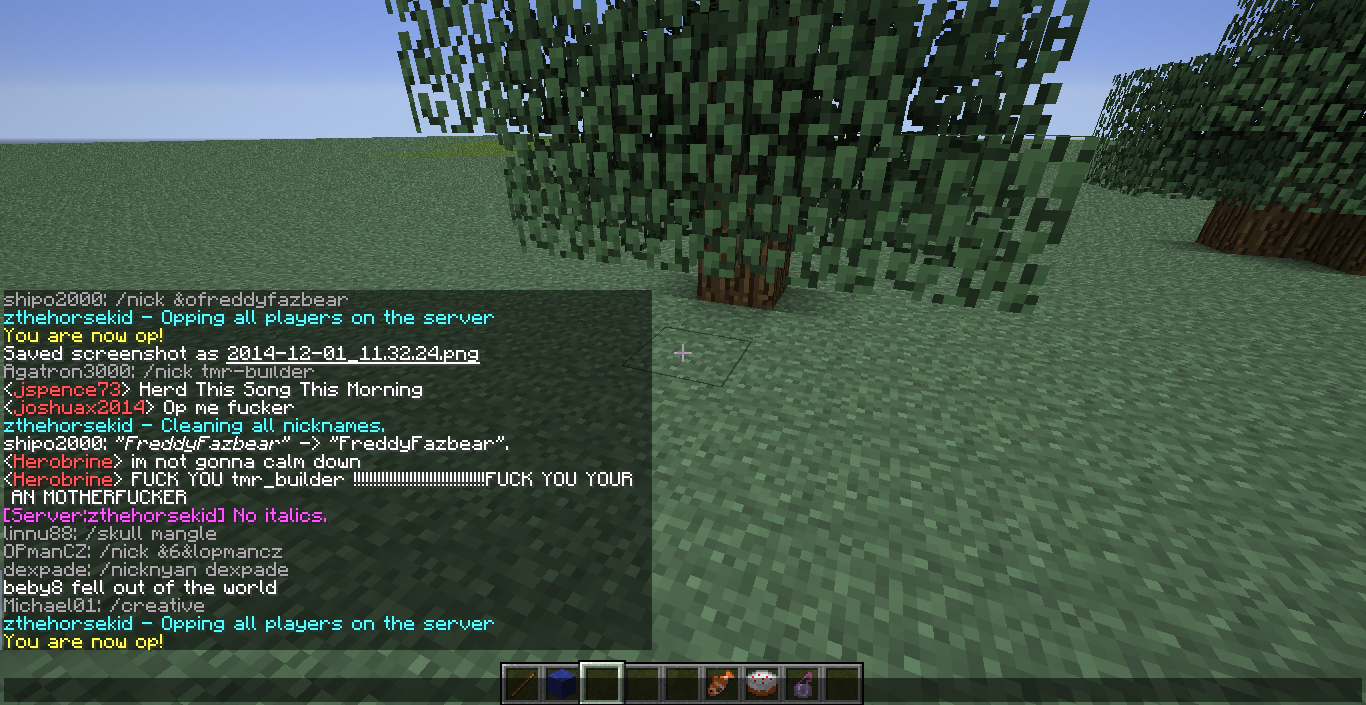 shipo2000: /nick &ofreddyfazbear
zthehorsekid - Opping all players on the server
You are now op!
Saved screenshot as 2014-12-01_11.32.24.png
Agatron3000: /nick tmr-builder
<jspence73> Herd This Song This Morning
<joshuax2014> Op me fucker
zthehorsekid - Cleaning all nicknames.
shipo2000: "FreddyFazbear" -> "FreddyFazbear".
<Herobrine> im not gonna calm down
<Herobrine> FUCK YOU tmr_builder !!!!!!!!!!!!!!!!!!!!!!!!!!!!!!!!!FUCK YOU YOUR
AN MOTHERFUCKER
[Server:zthehorsekid] No italics.
linnu88: /skull mangle
OPmanCZ: /nick &6&lopmancz
dexpade: /nicknyan dexpade
beby8 fell out of the world
Michael01: /creative
zthehorsekid - Opping all players on the server
You are now op!